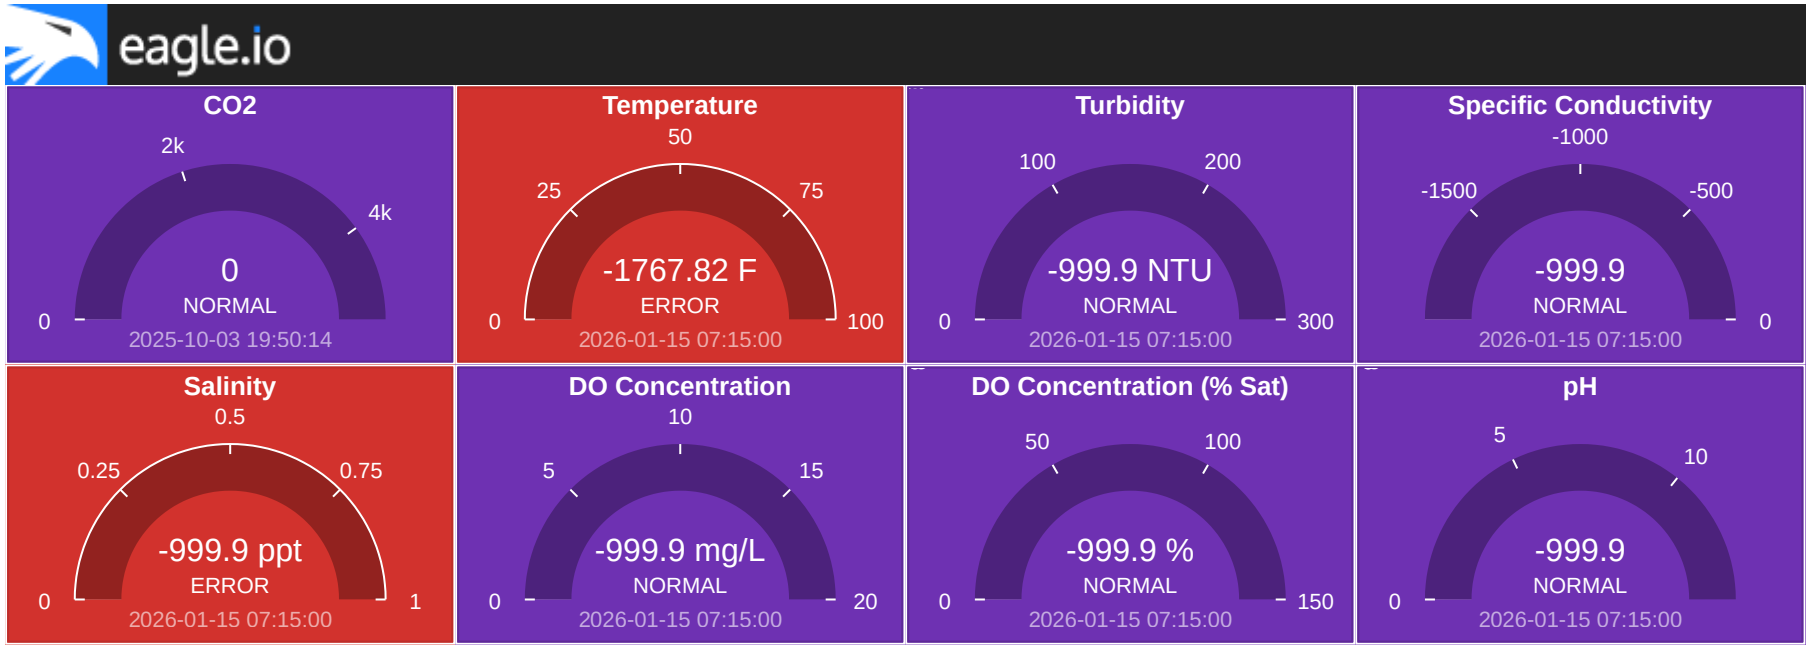 eagle.io
CO2
2k
4k
0
NORMAL
0
2025-10-03 19:50:14
Temperature
50
25
75
-1767.82 F
ERROR
0
100
2026-01-15 07:15:00
Turbidity
100
200
-999.9 NTU
NORMAL
0
300
2026-01-15 07:15:00
Specific Conductivity
-1000
-1500
-500
-999.9
NORMAL
0
2026-01-15 07:15:00
Salinity
0.5
0.25
0.75
-999.9 ppt
ERROR
0
1
2026-01-15 07:15:00
DO Concentration
10
5
15
-999.9 mg/L
NORMAL
0
20
2026-01-15 07:15:00
DO Concentration (% Sat)
50
100
-999.9 %
NORMAL
0
150
2026-01-15 07:15:00
pH
5
10
-999.9
NORMAL
0
2026-01-15 07:15:00